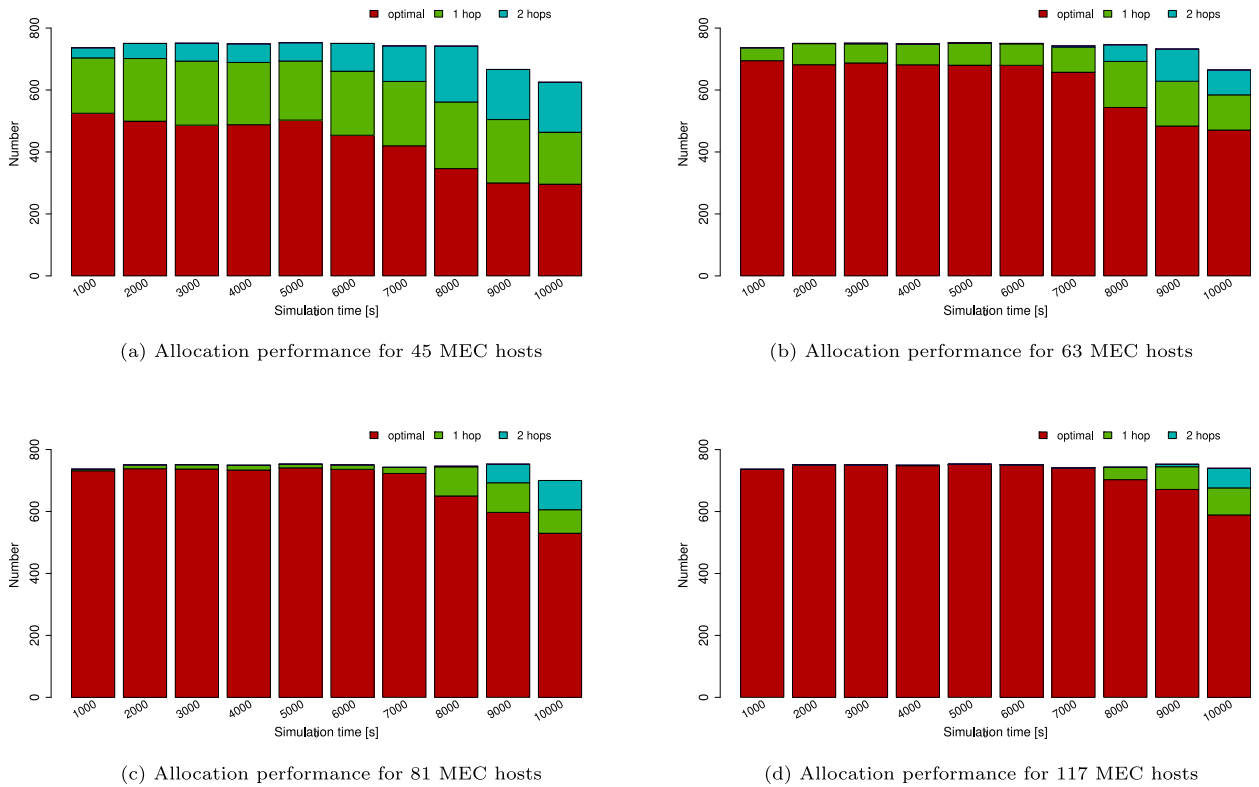 optimal 1 hop 2 hops
Number
0 200 400 600 800
1000 2000 3000 4000 5000 6000 7000 8000 9000 10000
Simulation time [s]
(a) Allocation performance for 45 MEC hosts
optimal 1 hop 2 hops
Number
0 200 400 600 800
1000 2000 3000 4000 5000 6000 7000 8000 9000 10000
Simulation time [s]
(b) Allocation performance for 63 MEC hosts
optimal 1 hop 2 hops
Number
0 200 400 600 800
1000 2000 3000 4000 5000 6000 7000 8000 9000 10000
Simulation time [s]
(c) Allocation performance for 81 MEC hosts
optimal 1 hop 2 hops
Number
0 200 400 600 800
1000 2000 3000 4000 5000 6000 7000 8000 9000 10000
Simulation time [s]
(d) Allocation performance for 117 MEC hosts